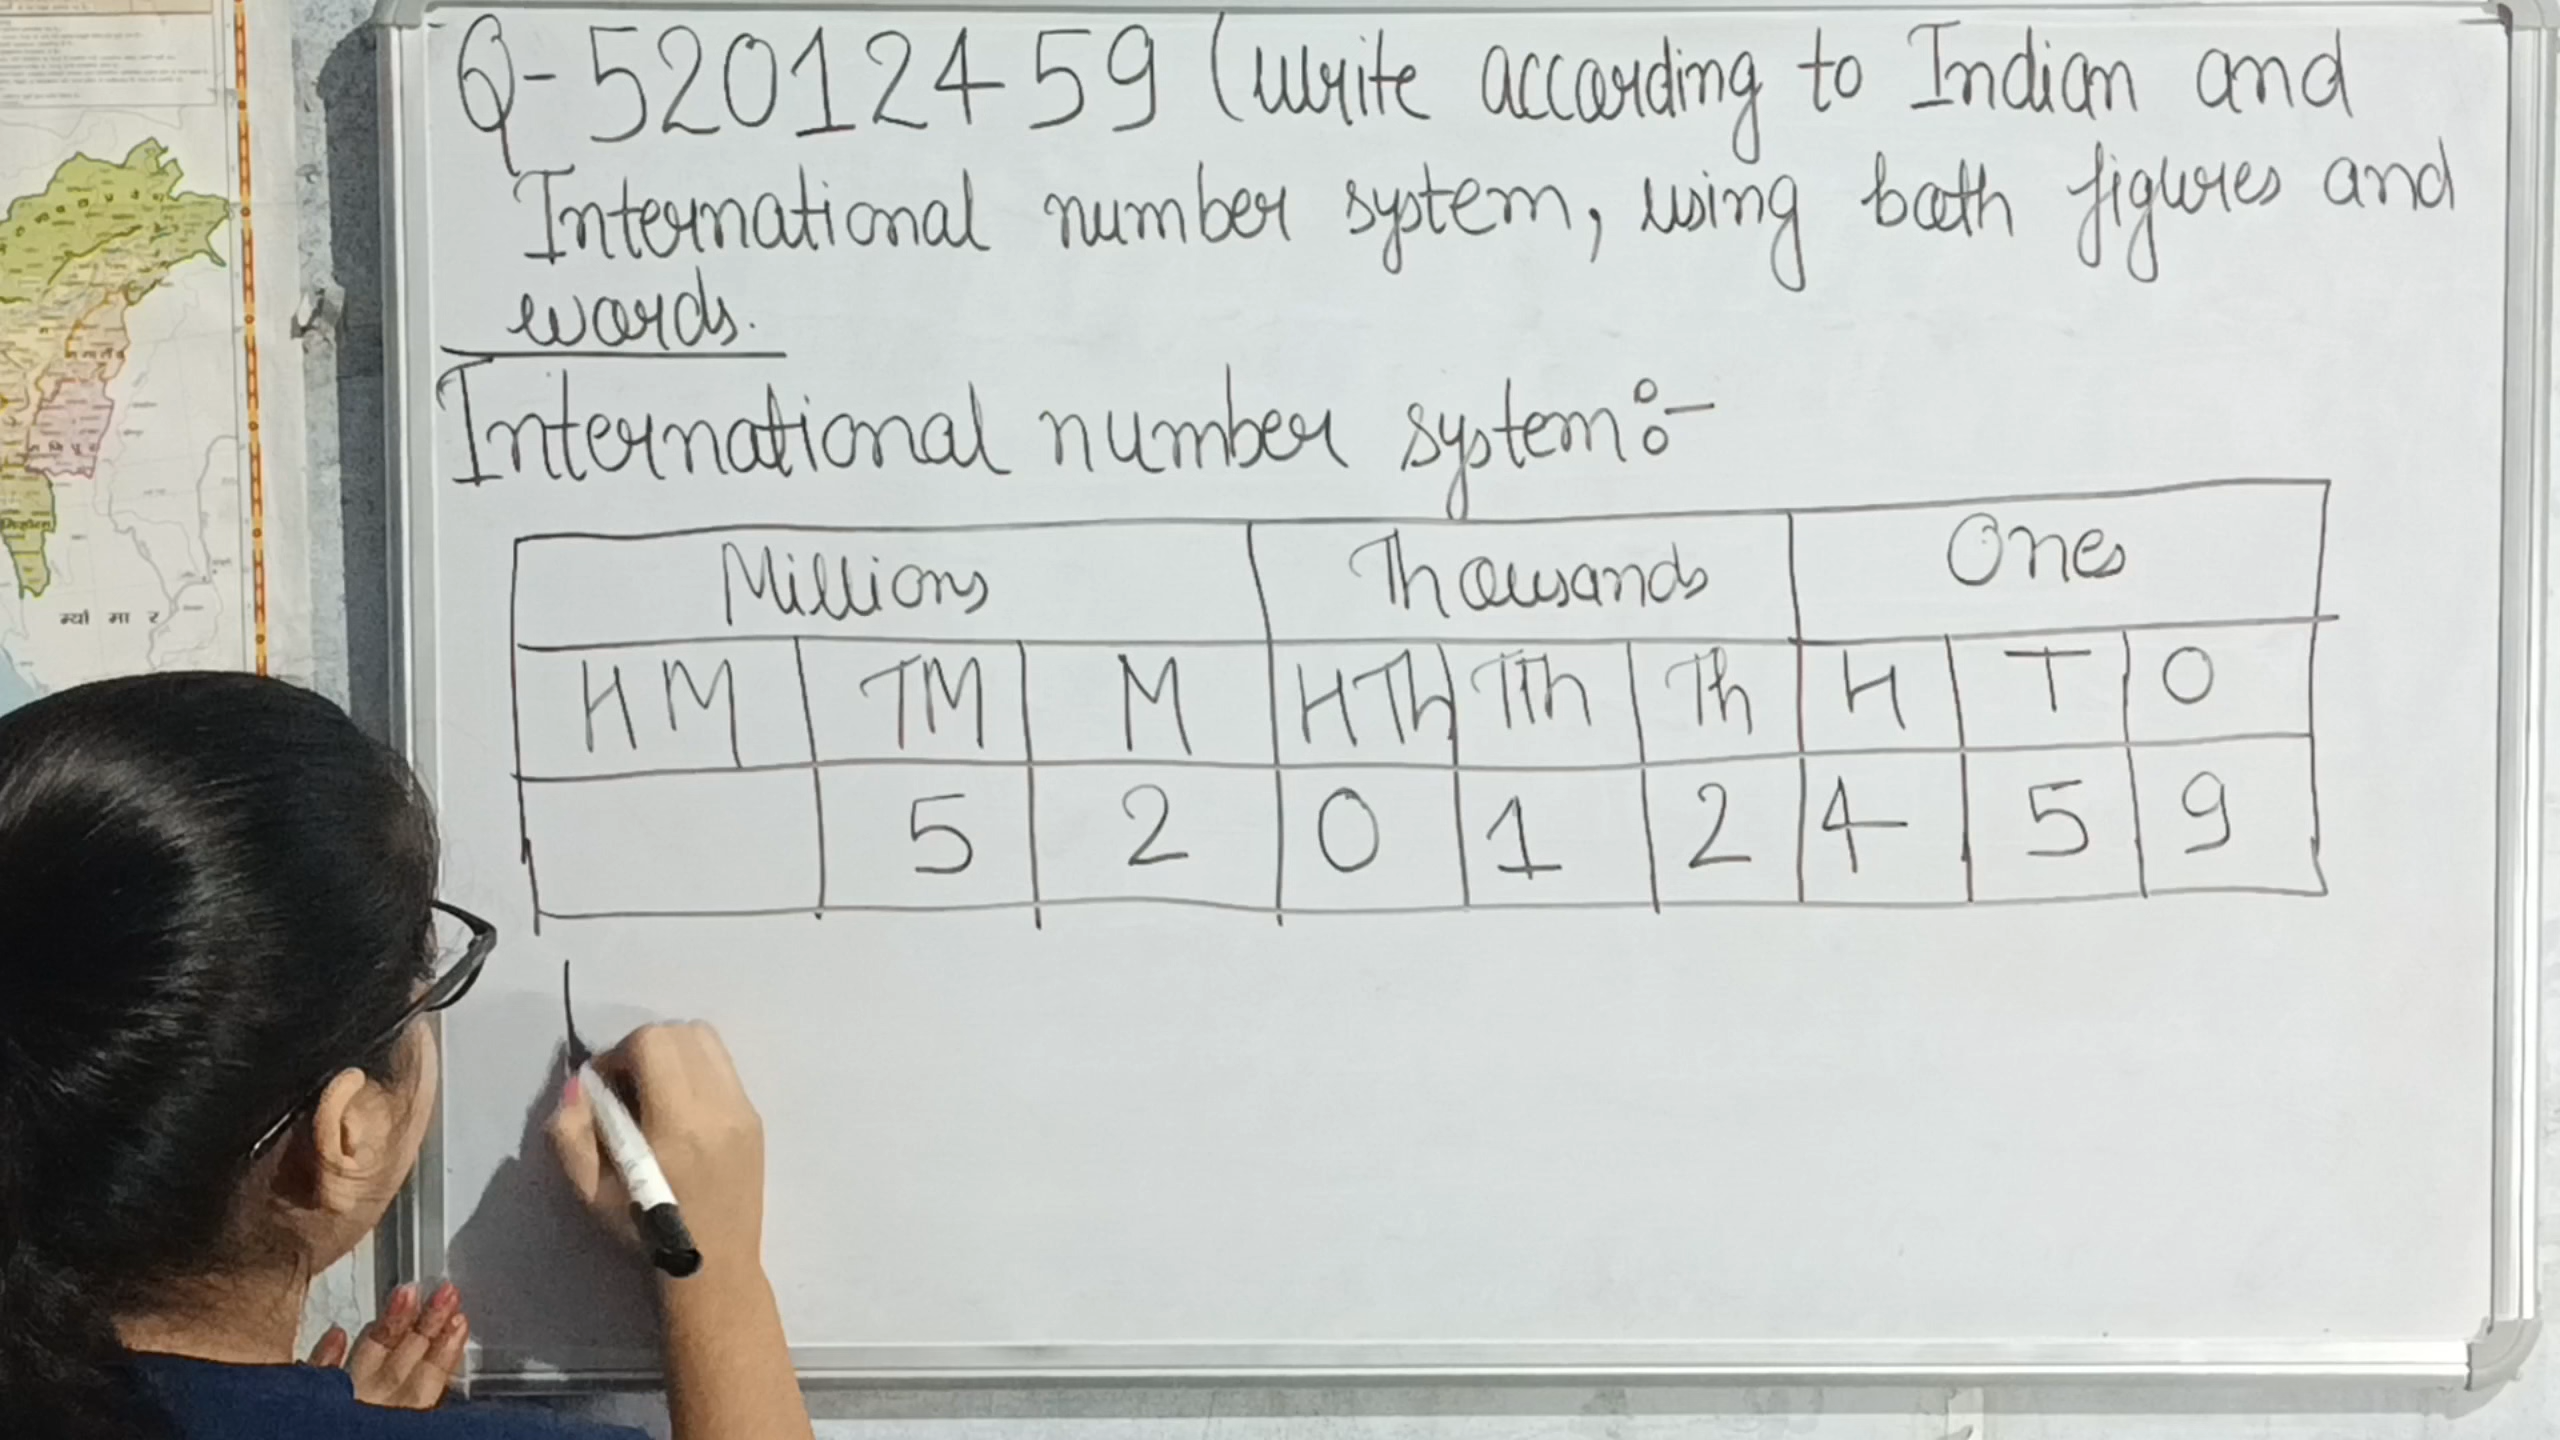 Q- 52012459 (write according to Indian and
International number system, using both figures and
words.
International number system:-
Millions Thousands Ones
HM TM M HTh TTh Th H T O
5 2 0 1 2 4 5 9
म्यां मा र